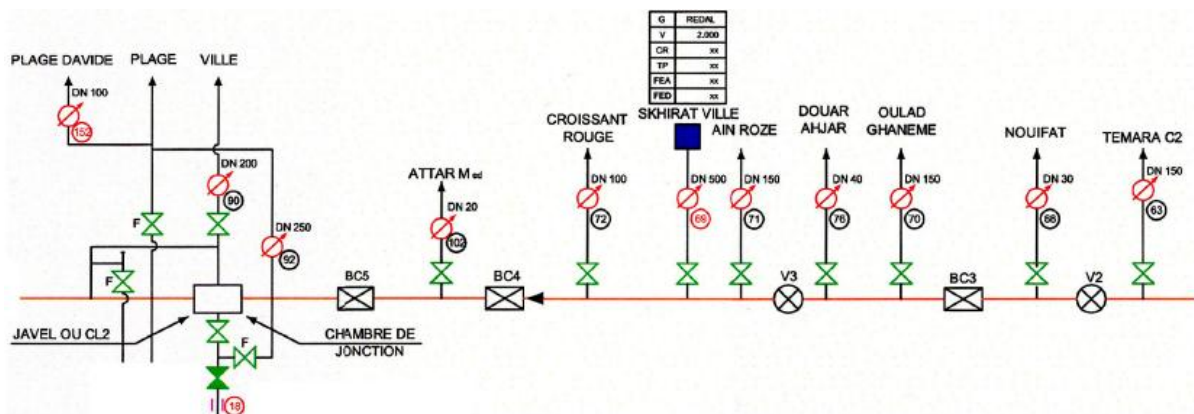 G REDAL
V 2.000
CR xx
TP xx
FEA xx
FED xx
PLAGE DAVIDE
PLAGE
VILLE
CROISSANT
ROUGE
SKHIRAT VILLE
AIN ROZE
DOUAR
AHJAR
OULAD
GHANEME
NOUIFAT
TEMARA C2
DN 100
152
DN 200
90
ATTAR M ed
DN 20
102
DN 100
72
DN 500
69
DN 150
71
DN 40
76
DN 150
70
DN 30
66
DN 150
63
F
DN 250
92
F
BC5
BC4
V3
BC3
V2
JAVEL OU CL2
CHAMBRE DE
JONCTION
F
18